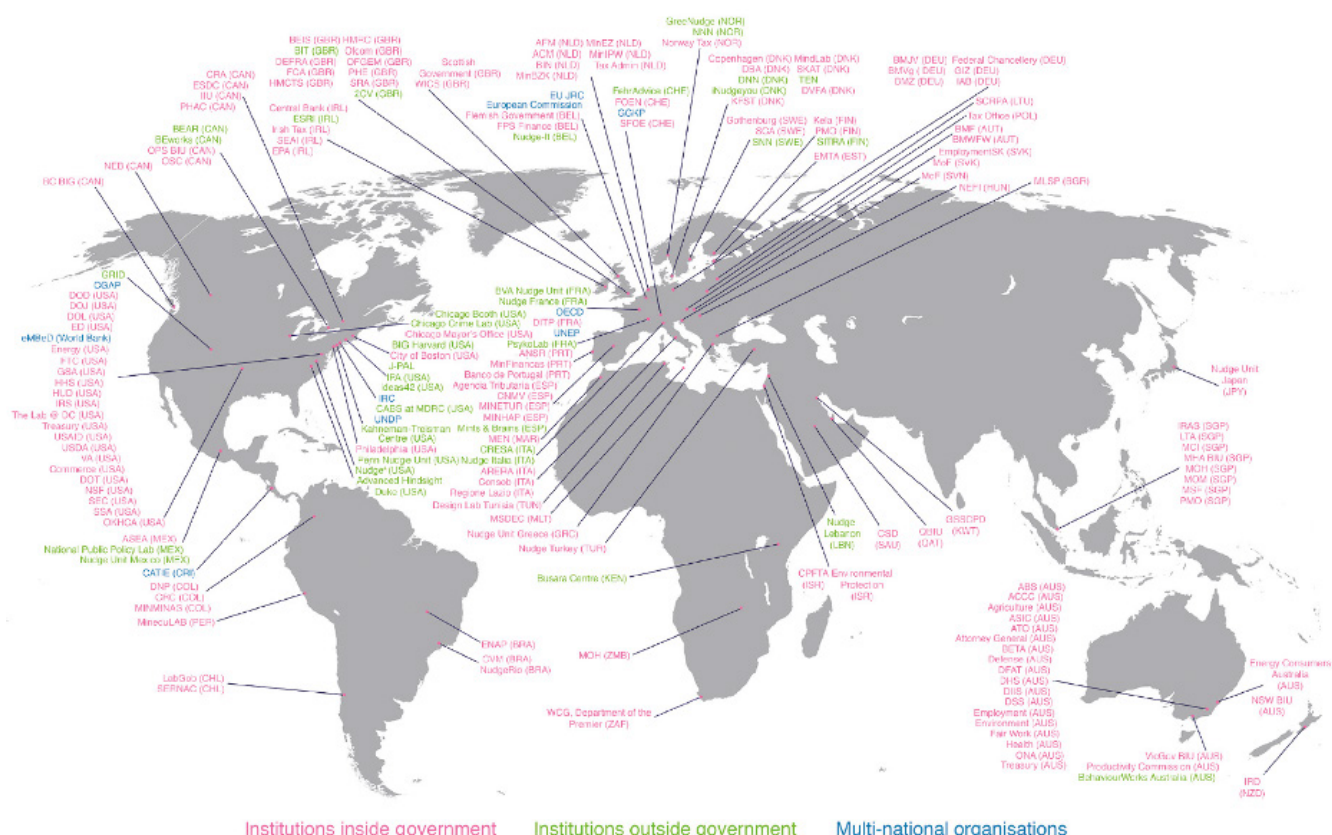 GreeNudge (NOR)
NNN (NOR)
Norway Tax (NOR)
BEIS (GBR) HMRC (GBR)
BIT (GBR) Ofcom (GBR)
DEFRA (GBR) OFGEM (GBR)
FCA (GBR) PHE (GBR)
HMCTS (GBR) SRA (GBR)
2CV (GBR)
Scottish
Government (GBR)
WICS (GBR)
AFM (NLD) MinEZ (NLD)
ACM (NLD) MinIPW (NLD)
BIN (NLD) Tax Admin (NLD)
MinBZK (NLD)
EU JRC
European Commission
Flemish Government (BEL)
FPS Finance (BEL)
Nudge-It (BEL)
FehrAdvice (CHE)
FOEN (CHE)
GGKP
SFOE (CHE)
Copenhagen (DNK) MindLab (DNK)
DBA (DNK) SKAT (DNK)
DNN (DNK) TEN
iNudgeyou (DNK) DVFA (DNK)
KFST (DNK)
Gothenburg (SWE)
SCA (SWE)
SNN (SWE)
Kela (FIN)
PMO (FIN)
SITRA (FIN)
EMTA (EST)
BMJV (DEU) Federal Chancellery (DEU)
BMVg (DEU) GIZ (DEU)
BMZ (DEU) IAB (DEU)
SCRFA (LTU)
Tax Office (POL)
BMF (AUT)
BMWFW (AUT)
EmploymentSK (SVK)
MoF (SVK)
MoF (SVN)
NEFI (HUN)
MLSP (BGR)
CRA (CAN)
ESDC (CAN)
IIU (CAN)
PHAC (CAN)
BEAR (CAN)
BEworks (CAN)
OPS BIU (CAN)
OSC (CAN)
NEB (CAN)
BC BIG (CAN)
Central Bank (IRL)
ESRI (IRL)
Irish Tax (IRL)
SEAI (IRL)
EPA (IRL)
GRID
OGAP
DOD (USA)
DOJ (USA)
DOL (USA)
ED (USA)
eMBeD (World Bank)
Energy (USA)
FTC (USA)
GSA (USA)
HHS (USA)
HUD (USA)
IRS (USA)
The Lab @ DC (USA)
Treasury (USA)
USAID (USA)
USDA (USA)
VA (USA)
Commerce (USA)
DOT (USA)
NSF (USA)
SEC (USA)
SSA (USA)
OKHCA (USA)
ASEA (MEX)
National Public Policy Lab (MEX)
Nudge Unit Mexico (MEX)
CATIE (CRI)
DNP (COL)
CRC (COL)
MINMINAS (COL)
MineduLAB (PER)
LabGob (CHL)
SERNAC (CHL)
ENAP (BRA)
CVM (BRA)
NudgeRio (BRA)
Chicago Booth (USA)
Chicago Crime Lab (USA)
Chicago Mayor's Office (USA)
BIG Harvard (USA)
City of Boston (USA)
J-PAL
IPA (USA)
ideas42 (USA)
IRC
CABS at MDRC (USA)
UNDP
Kahneman-Treisman
Centre (USA)
Philadelphia (USA)
Penn Nudge Unit (USA)
Nudge4 (USA)
Advanced Hindsight
Duke (USA)
BVA Nudge Unit (FRA)
Nudge France (FRA)
OECD
DITP (FRA)
UNEP
PsykoLab (FRA)
ANSR (PRT)
MinFinancas (PRT)
Banco de Portugal (PRT)
Agencia Tributaria (ESP)
CNMV (ESP)
MINETUR (ESP)
MINHAP (ESP)
Mints & Brains (ESP)
MEN (MAR)
CRESA (ITA)
Nudge Italia (ITA)
ARERA (ITA)
Consob (ITA)
Regione Lazio (ITA)
Design Lab Tunisia (TUN)
MSDEC (MLT)
Nudge Unit Greece (GRC)
Nudge Turkey (TUR)
Busara Centre (KEN)
MOH (ZMB)
WCG, Department of the
Premier (ZAF)
Nudge
Lebanon
(LBN)
CPFTA Environmental
(ISR) Protection
(ISR)
CSD
(SAU)
QBIU
(QAT)
GSSCPD
(KWT)
Nudge Unit
Japan
(JPY)
IRAS (SGP)
LTA (SGP)
MCI (SGP)
MHA BIU (SGP)
MOH (SGP)
MOM (SGP)
MSF (SGP)
PMO (SGP)
ABS (AUS)
ACCC (AUS)
Agriculture (AUS)
ASIC (AUS)
ATO (AUS)
Attorney General (AUS)
BETA (AUS)
Defense (AUS)
DFAT (AUS)
DHS (AUS)
DIIS (AUS)
DSS (AUS)
Employment (AUS)
Environment (AUS)
Fair Work (AUS)
Health (AUS)
ONA (AUS)
Treasury (AUS)
Energy Consumers
Australia
(AUS)
NSW BIU
(AUS)
VicGov BIU (AUS)
Productivity Commission (AUS)
BehaviourWorks Australia (AUS)
IRD
(NZD)
Institutions inside government Institutions outside government Multi-national organisations